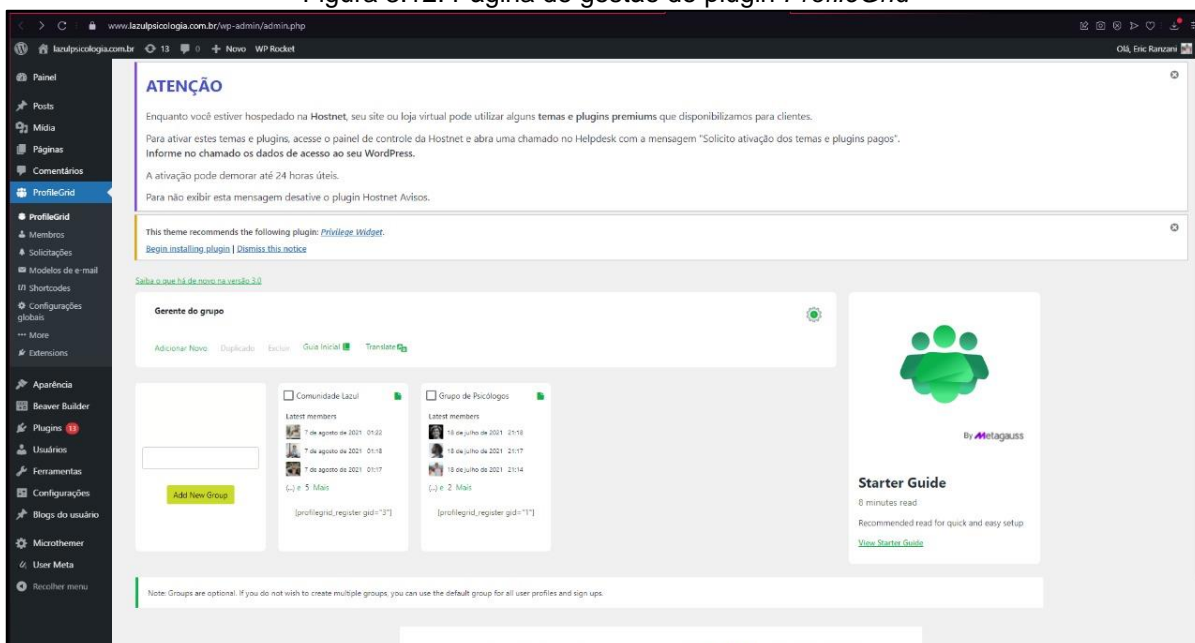 Figura 3.12: Página de gestão do plugin ProfileGrid
www.lazulpsicologia.com.br/wp-admin/admin.php
lazulpsicologia.com.br 13 0 + Novo WP Rocket
Olá, Eric Ranzani
Painel
Posts
Mídia
Páginas
Comentários
ProfileGrid
ProfileGrid
Membros
Solicitações
Modelos de e-mail
Shortcodes
Configurações
globais
More
Extensions
Aparência
Beaver Builder
Plugins 13
Usuários
Ferramentas
Configurações
Blogs do usuário
Microthemer
User Meta
Recolher menu
ATENÇÃO
Enquanto você estiver hospedado na Hostnet, seu site ou loja virtual pode utilizar alguns temas e plugins premiums que disponibilizamos para clientes.
Para ativar estes temas e plugins, acesse o painel de controle da Hostnet e abra uma chamado no Helpdesk com a mensagem "Solicito ativação dos temas e plugins pagos".
Informe no chamado os dados de acesso ao seu WordPress.
A ativação pode demorar até 24 horas úteis.
Para não exibir esta mensagem desative o plugin Hostnet Avisos.
This theme recommends the following plugin: Privilege Widget.
Begin installing plugin | Dismiss this notice
Saiba o que há de novo na versão 3.0
Gerente do grupo
Adicionar Novo Duplicado Excluir Guia Inicial Translate
Add New Group
Comunidade Lazul
Latest members
7 de agosto de 2021 01:22
7 de agosto de 2021 01:18
7 de agosto de 2021 01:17
(...) e 5 Mais
[profilegrid_register gid="3"]
Grupo de Psicólogos
Latest members
18 de julho de 2021 21:18
18 de julho de 2021 21:17
18 de julho de 2021 21:14
(...) e 2 Mais
[profilegrid_register gid="1"]
By Metagauss
Starter Guide
8 minutes read
Recommended read for quick and easy setup
View Starter Guide
Note: Groups are optional. If you do not wish to create multiple groups, you can use the default group for all user profiles and sign ups.